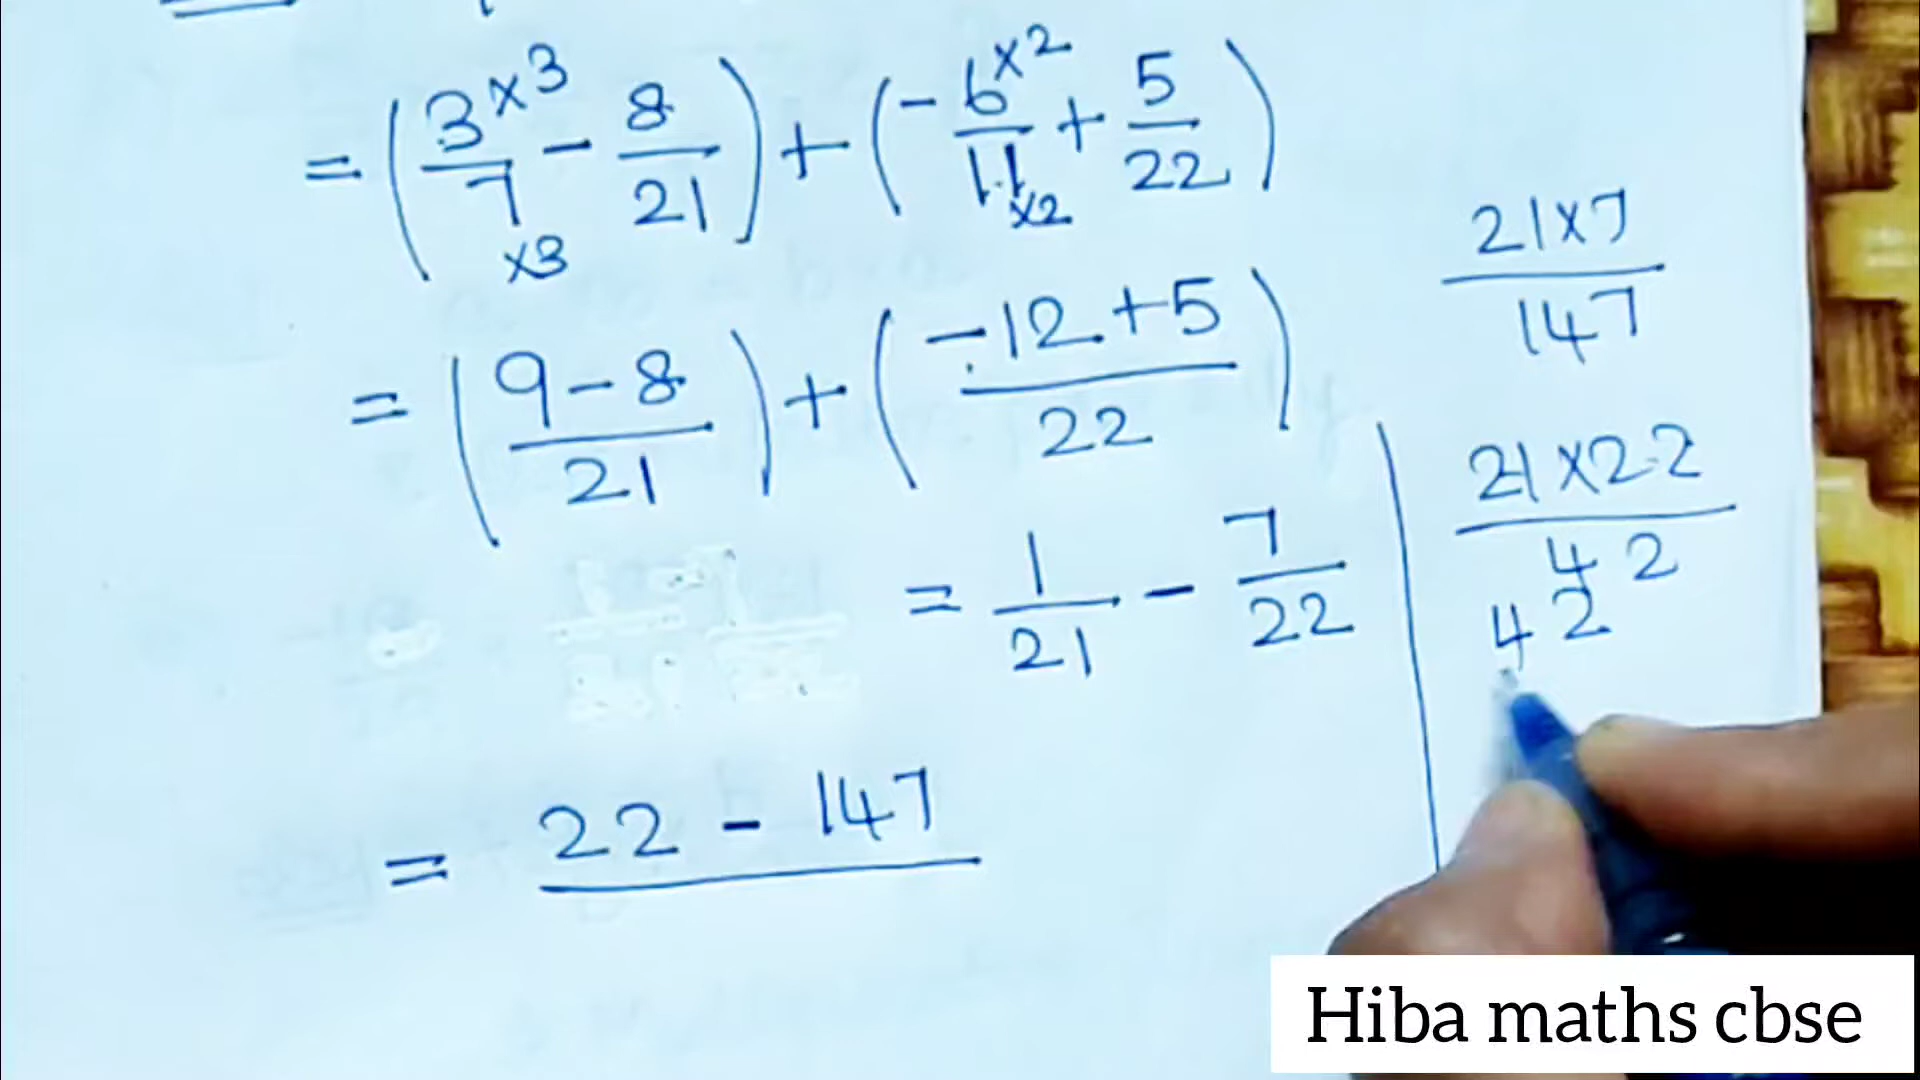 = (3×3/7×3 - 8/21) + (-6×2/11×2 + 5/22)
= (9-8/21) + (-12+5/22)
= 1/21 - 7/22
= 22 - 147
21×7
147
21×22
42
42
Hiba maths cbse